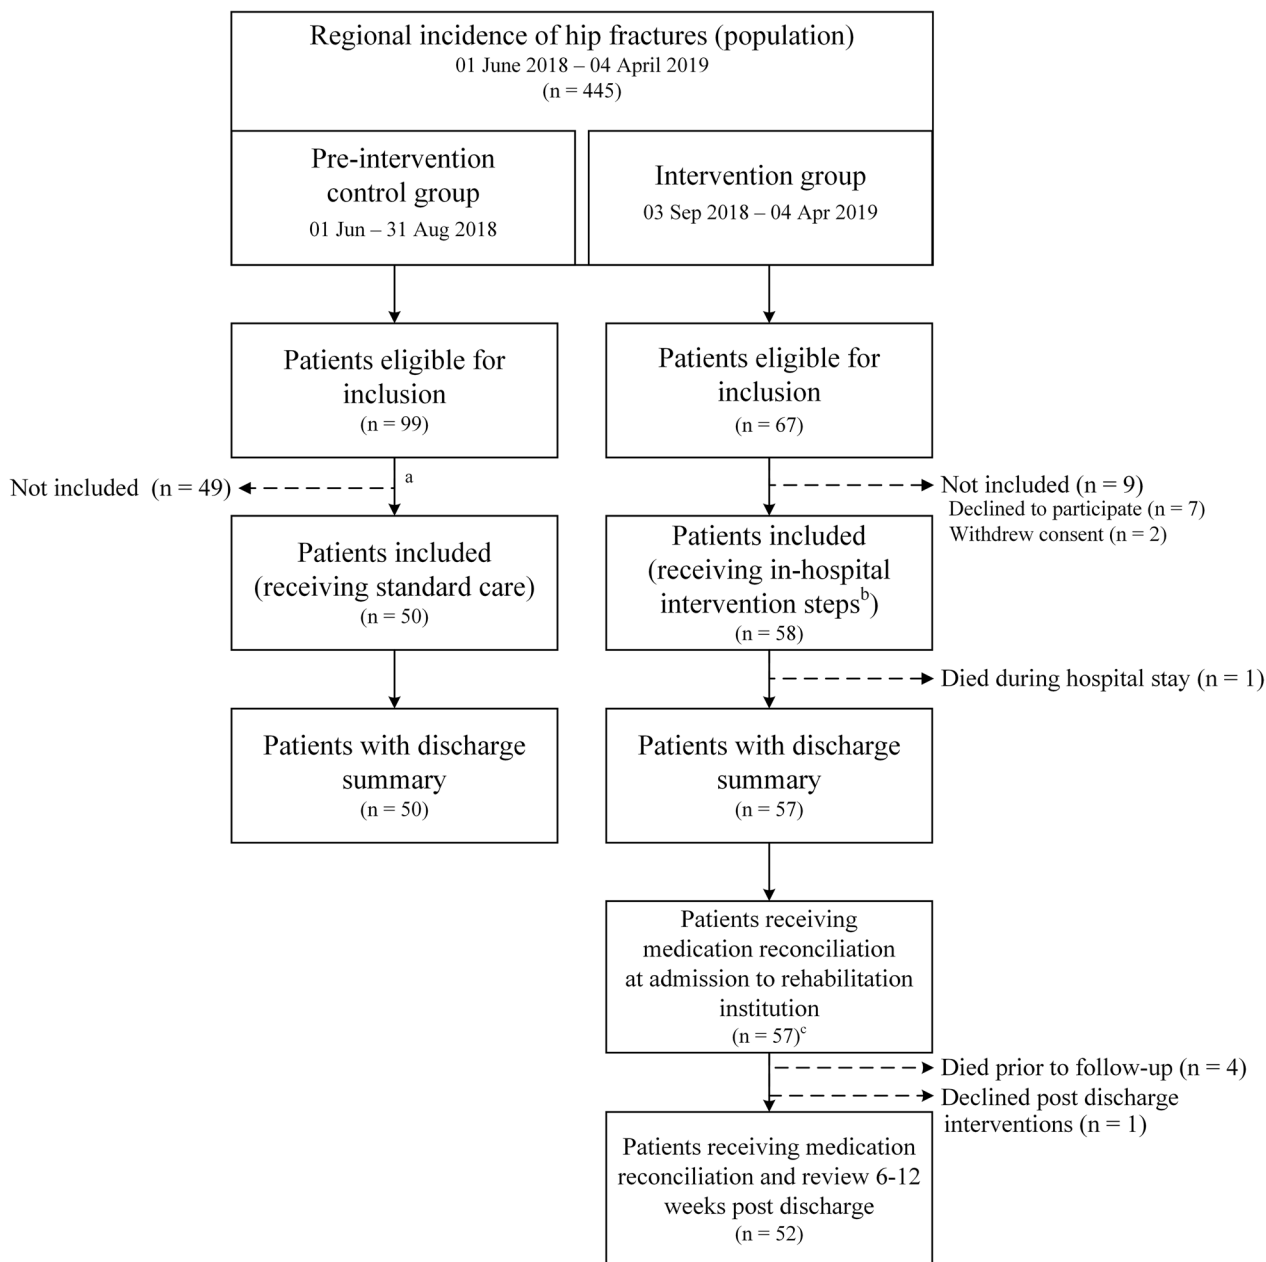 Regional incidence of hip fractures (population)
01 June 2018 – 04 April 2019
(n = 445)
Pre-intervention
control group
01 Jun – 31 Aug 2018
Intervention group
03 Sep 2018 – 04 Apr 2019
Patients eligible for
inclusion
(n = 99)
Patients eligible for
inclusion
(n = 67)
a
Not included (n = 49)
Not included (n = 9)
Declined to participate (n = 7)
Withdrew consent (n = 2)
Patients included
(receiving standard care)
(n = 50)
Patients included
(receiving in-hospital
intervention steps^b)
(n = 58)
Died during hospital stay (n = 1)
Patients with discharge
summary
(n = 50)
Patients with discharge
summary
(n = 57)
Patients receiving
medication reconciliation
at admission to rehabilitation
institution
(n = 57)^c
Died prior to follow-up (n = 4)
Declined post discharge
interventions (n = 1)
Patients receiving medication
reconciliation and review 6-12
weeks post discharge
(n = 52)